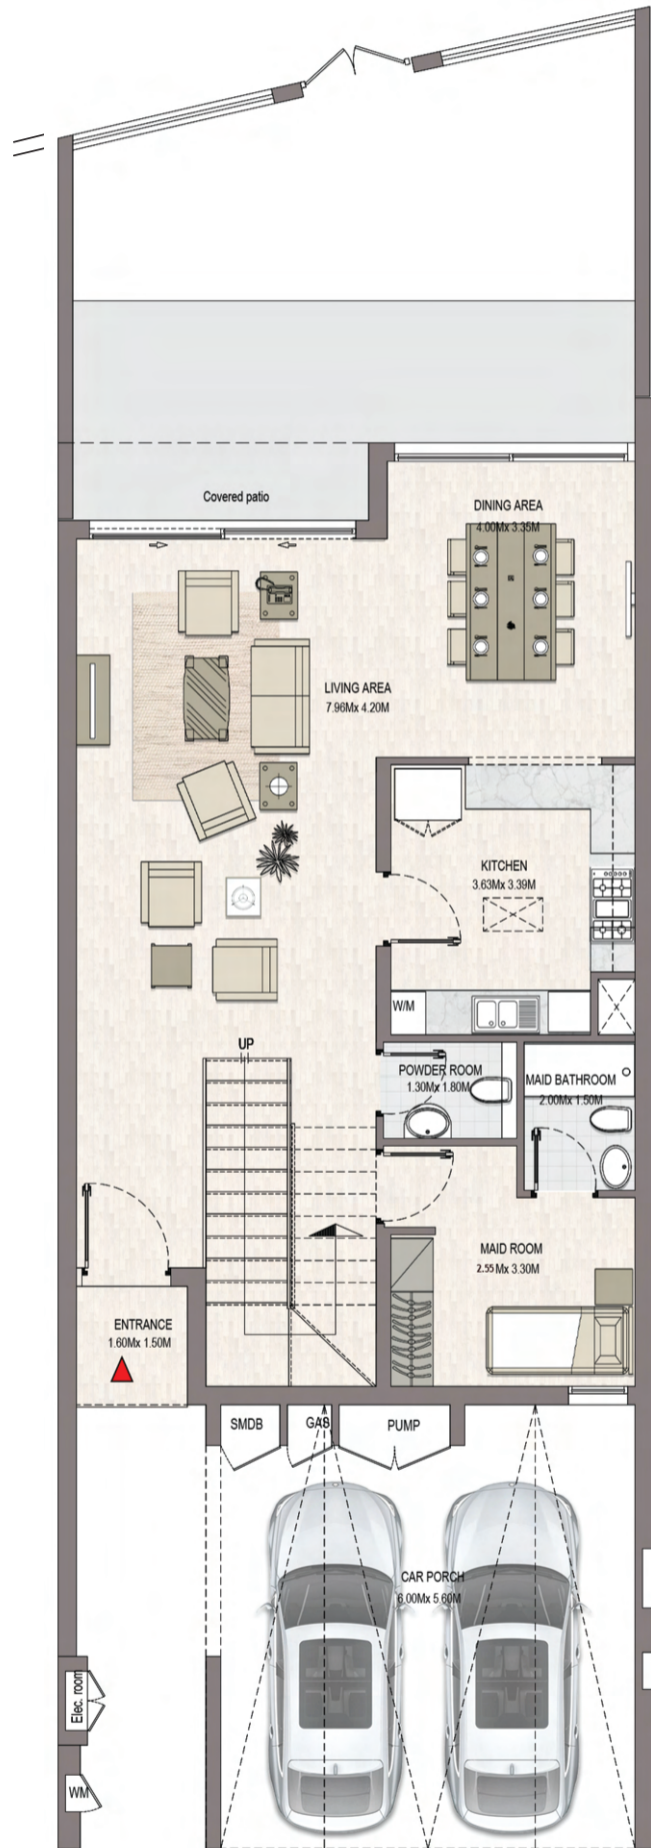 Covered patio
DINING AREA
4.00Mx 3.35M
LIVING AREA
7.96Mx 4.20M
KITCHEN
3.63Mx 3.39M
W/M
X
UP
POWDER ROOM
1.30Mx 1.80M
MAID BATHROOM
2.00Mx 1.50M
MAID ROOM
2.55 Mx 3.30M
ENTRANCE
1.60Mx 1.50M
SMDB
GAS
PUMP
CAR PORCH
6.00Mx 5.60M
Elec. room
WM